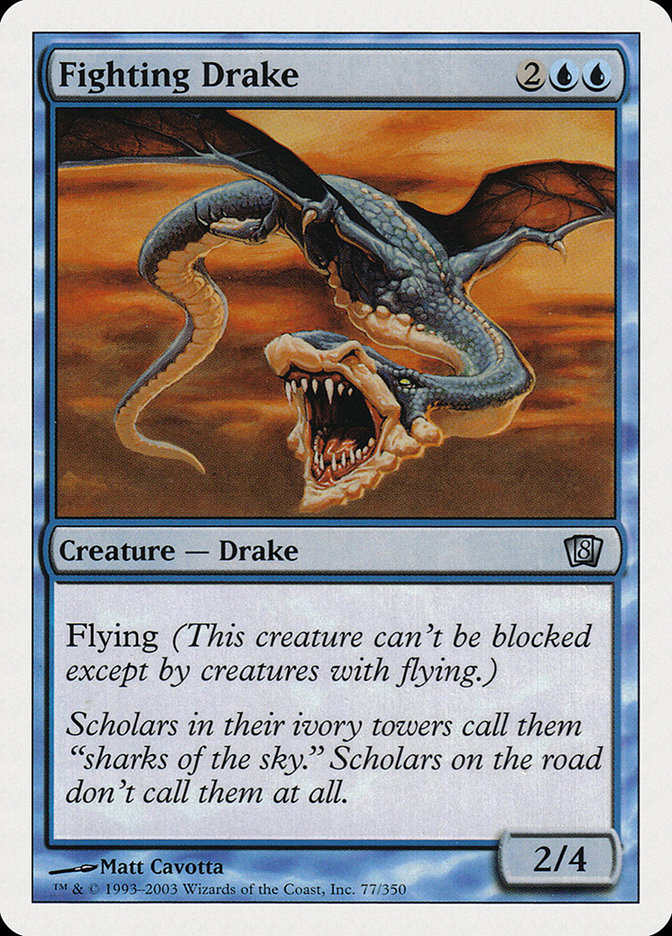 Fighting Drake 2
Creature — Drake 8
Flying (This creature can't be blocked
except by creatures with flying.)
Scholars in their ivory towers call them
“sharks of the sky.” Scholars on the road
don't call them at all.
2/4
Matt Cavotta
™ & © 1993–2003 Wizards of the Coast, Inc. 77/350